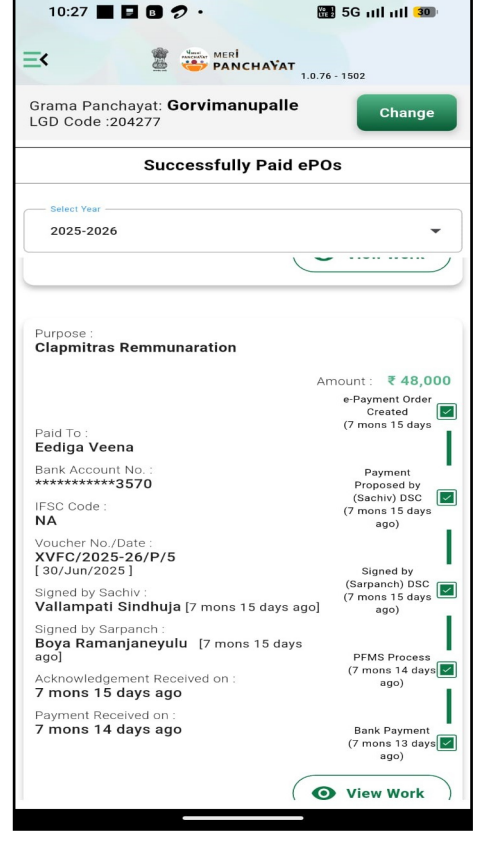 10:27
5G
30
MERI
PANCHAYAT
1.0.76 - 1502
Grama Panchayat: Gorvimanupalle
LGD Code :204277
Change
Successfully Paid ePOs
Select Year
2025-2026
Purpose :
Clapmitras Remmunaration
Amount : ₹ 48,000
e-Payment Order
Created
(7 mons 15 days
Paid To :
Eediga Veena
Bank Account No. :
***********3570
IFSC Code :
NA
Payment
Proposed by
(Sachiv) DSC
(7 mons 15 days
ago)
Voucher No./Date :
XVFC/2025-26/P/5
[ 30/Jun/2025 ]
Signed by Sachiv :
Vallampati Sindhuja [7 mons 15 days ago]
Signed by
(Sarpanch) DSC
(7 mons 15 days
ago)
Signed by Sarpanch :
Boya Ramanjaneyulu [7 mons 15 days
ago]
Acknowledgement Received on :
7 mons 15 days ago
PFMS Process
(7 mons 14 days
ago)
Payment Received on :
7 mons 14 days ago
Bank Payment
(7 mons 13 days
ago)
View Work